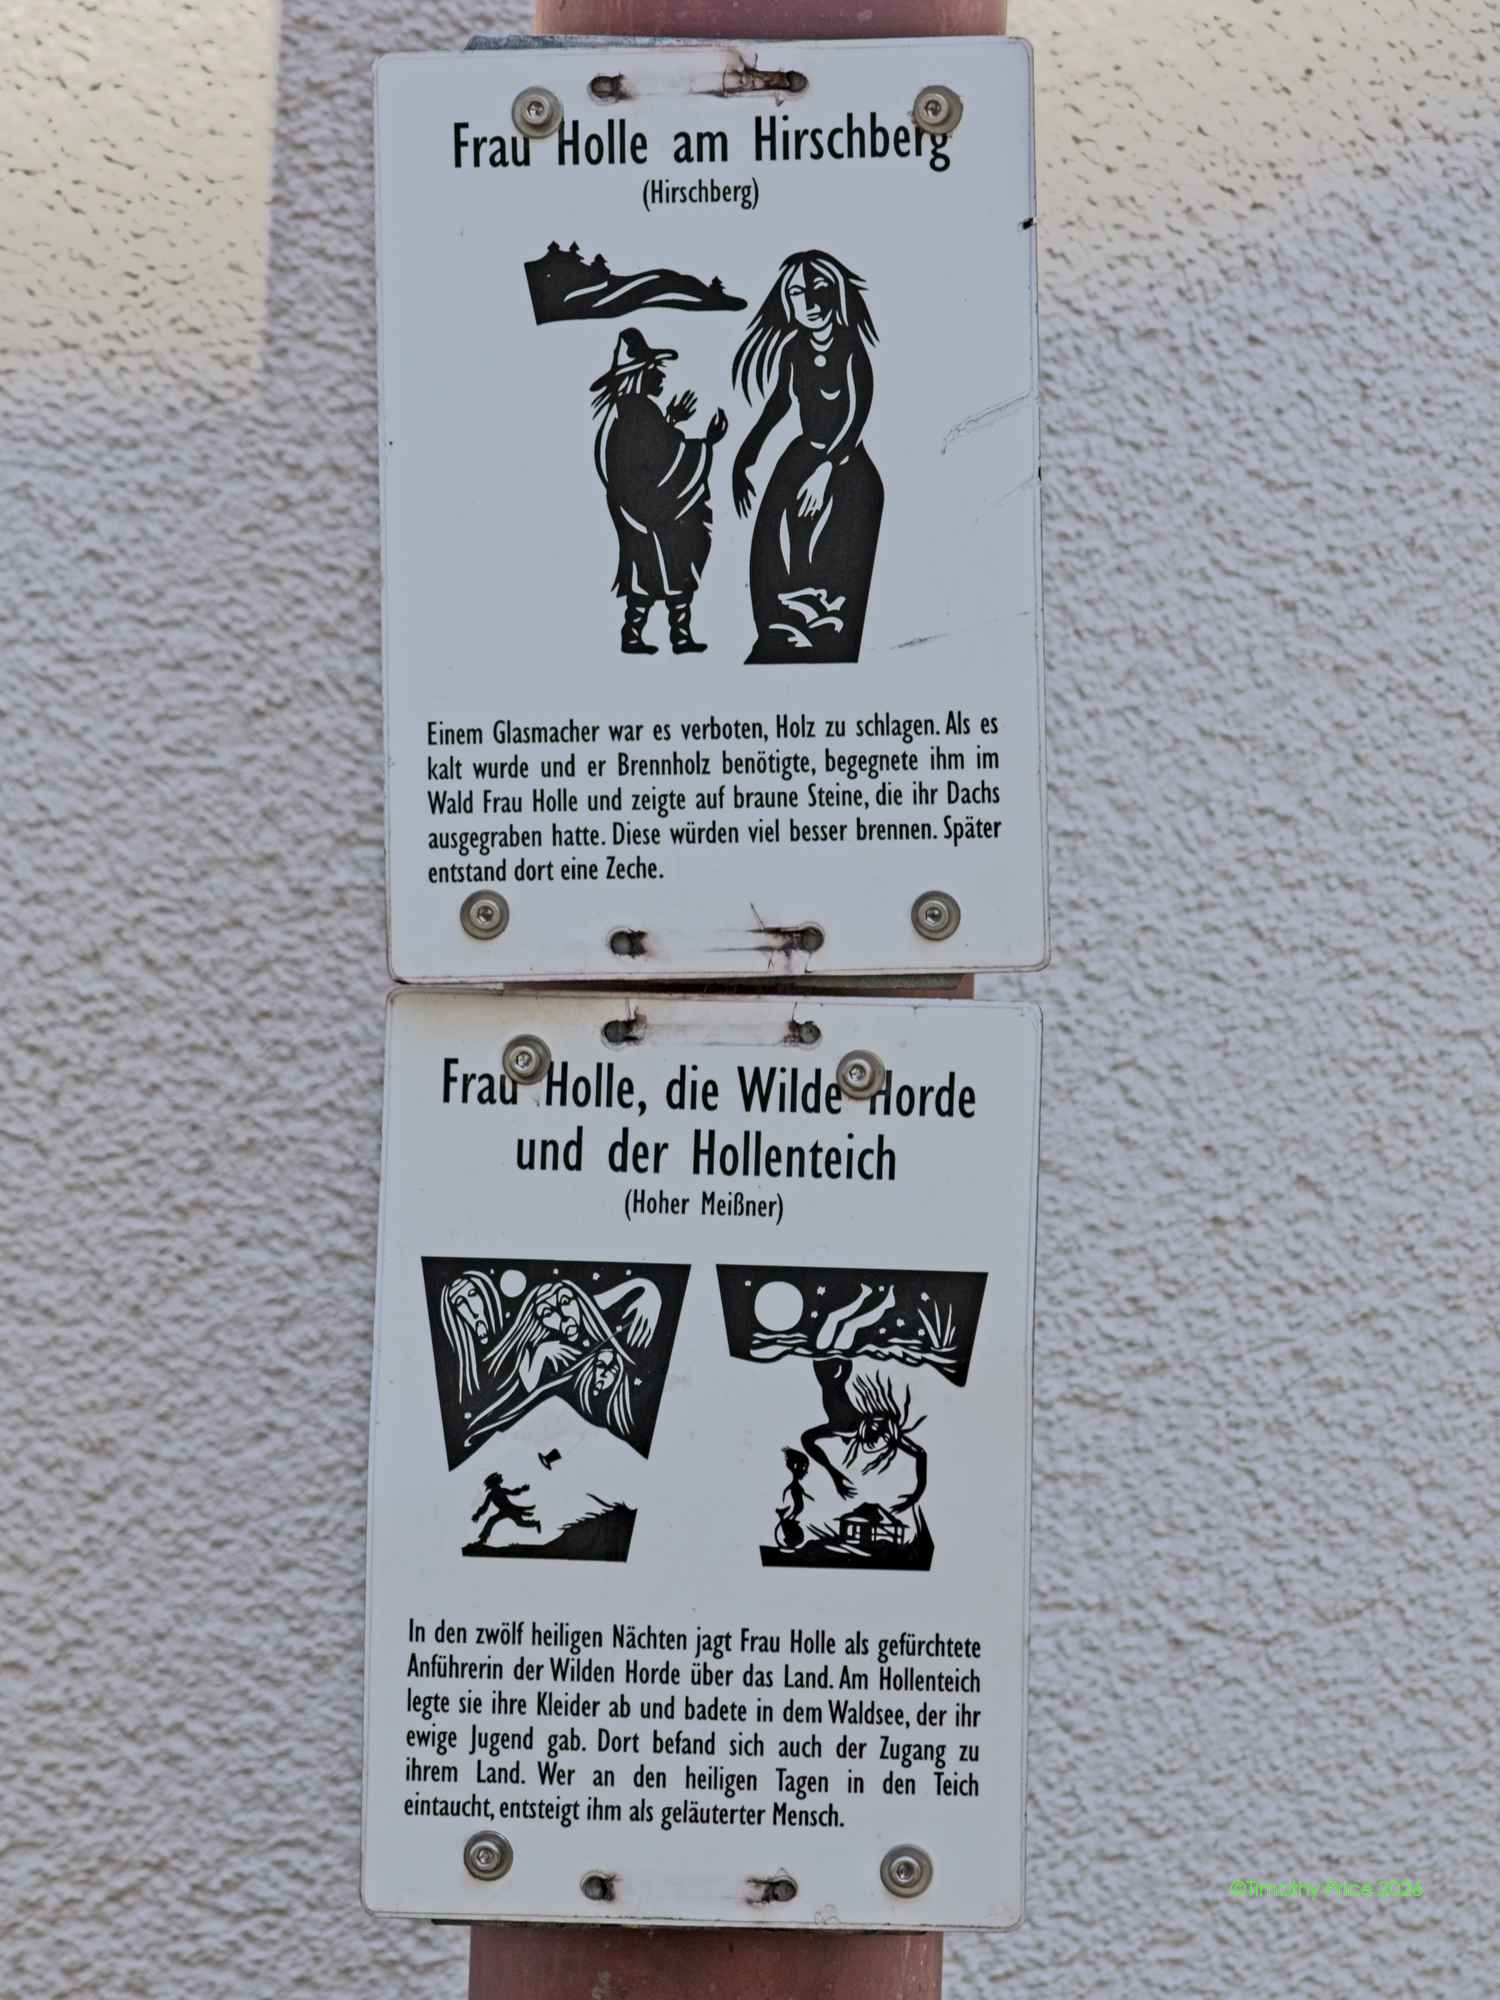 Frau Holle am Hirschberg
(Hirschberg)
Einem Glasmacher war es verboten, Holz zu schlagen. Als es
kalt wurde und er Brennholz benötigte, begegnete ihm im
Wald Frau Holle und zeigte auf braune Steine, die ihr Dachs
ausgegraben hatte. Diese würden viel besser brennen. Später
entstand dort eine Zeche.
Frau Holle, die Wilde Horde
und der Hollenteich
(Hoher Meißner)
In den zwölf heiligen Nächten jagt Frau Holle als gefürchtete
Anführerin der Wilden Horde über das Land. Am Hollenteich
legte sie ihre Kleider ab und badete in dem Waldsee, der ihr
ewige Jugend gab. Dort befand sich auch der Zugang zu
ihrem Land. Wer an den heiligen Tagen in den Teich
eintaucht, entsteigt ihm als geläuterter Mensch.
©Timothy Price 2026